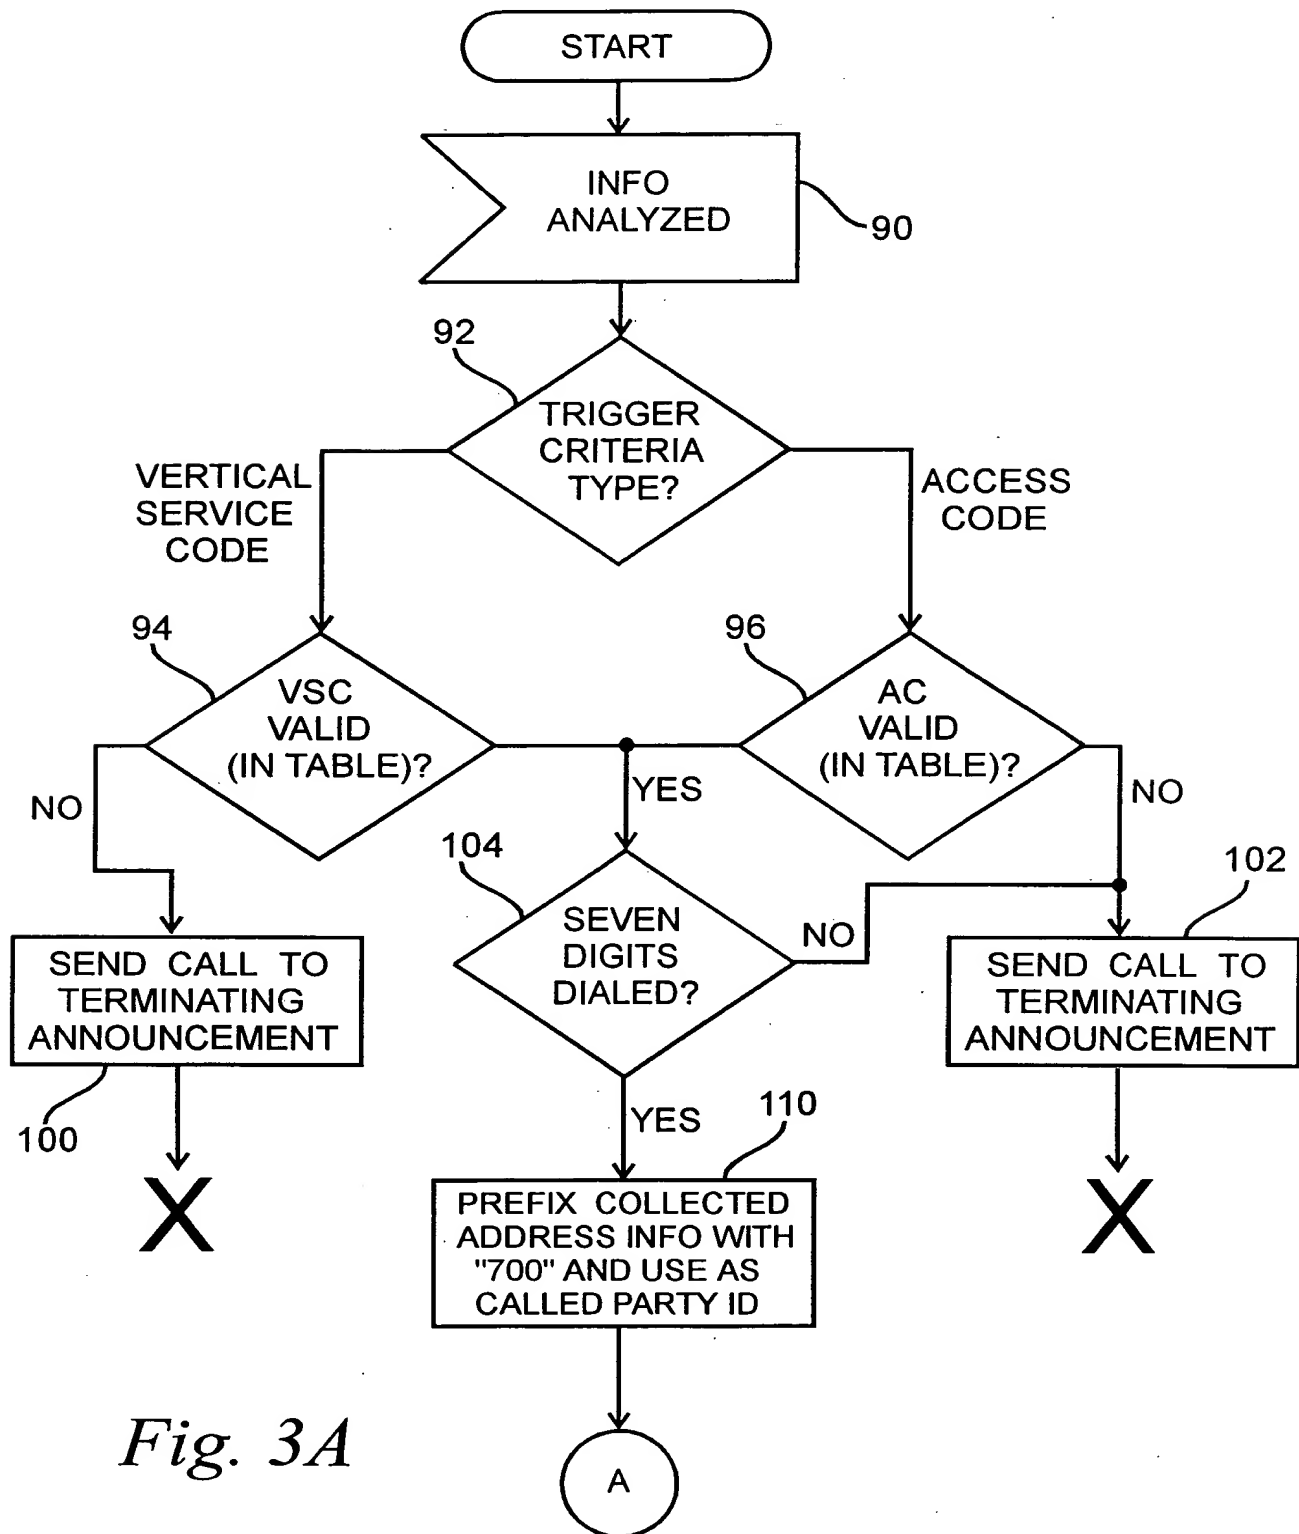 START
INFO
ANALYZED
90
92
TRIGGER
CRITERIA
TYPE?
VERTICAL
SERVICE
CODE
ACCESS
CODE
94
VSC
VALID
(IN TABLE)?
96
AC
VALID
(IN TABLE)?
NO
YES
NO
104
SEVEN
DIGITS
DIALED?
NO
102
SEND CALL TO
TERMINATING
ANNOUNCEMENT
100
X
SEND CALL TO
TERMINATING
ANNOUNCEMENT
X
YES
110
PREFIX COLLECTED
ADDRESS INFO WITH
"700" AND USE AS
CALLED PARTY ID
A
Fig. 3A